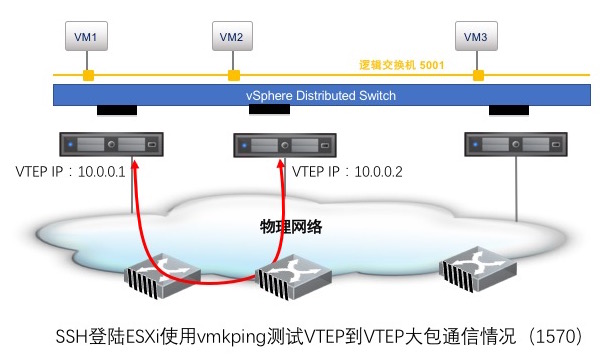 VM1
VM2
VM3
逻辑交换机 5001
vSphere Distributed Switch
VTEP IP：10.0.0.1
VTEP IP：10.0.0.2
物理网络
SSH登陆ESXi使用vmkping测试VTEP到VTEP大包通信情况（1570）